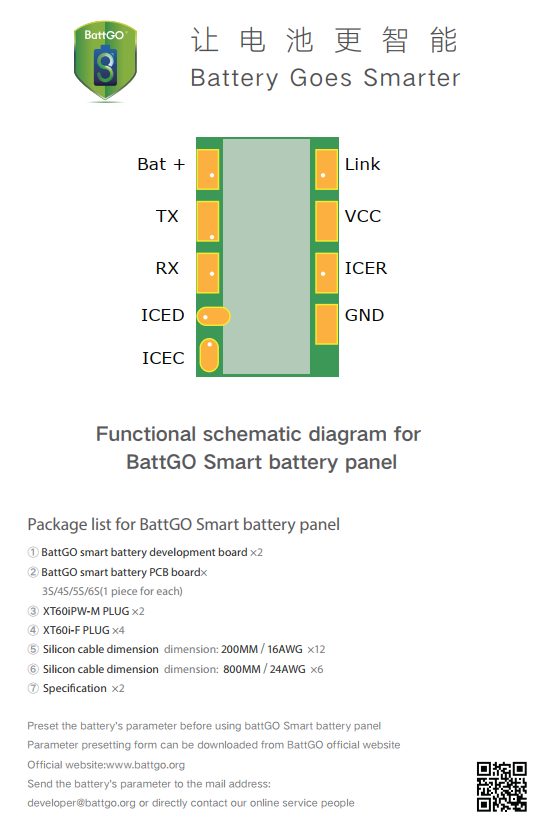 BattGO
让电池更智能
Battery Goes Smarter
Bat + Link
TX VCC
RX ICER
ICED GND
ICEC
Functional schematic diagram for
BattGO Smart battery panel
Package list for BattGO Smart battery panel
① BattGO smart battery development board ×2
② BattGO smart battery PCB board×
3S/4S/5S/6S(1 piece for each)
③ XT60iPW-M PLUG ×2
④ XT60i-F PLUG ×4
⑤ Silicon cable dimension dimension: 200MM / 16AWG ×12
⑥ Silicon cable dimension dimension: 800MM / 24AWG ×6
⑦ Specification ×2
Preset the battery's parameter before using battGO Smart battery panel
Parameter presetting form can be downloaded from BattGO official website
Official website:www.battgo.org
Send the battery's parameter to the mail address:
developer@battgo.org or directly contact our online service people